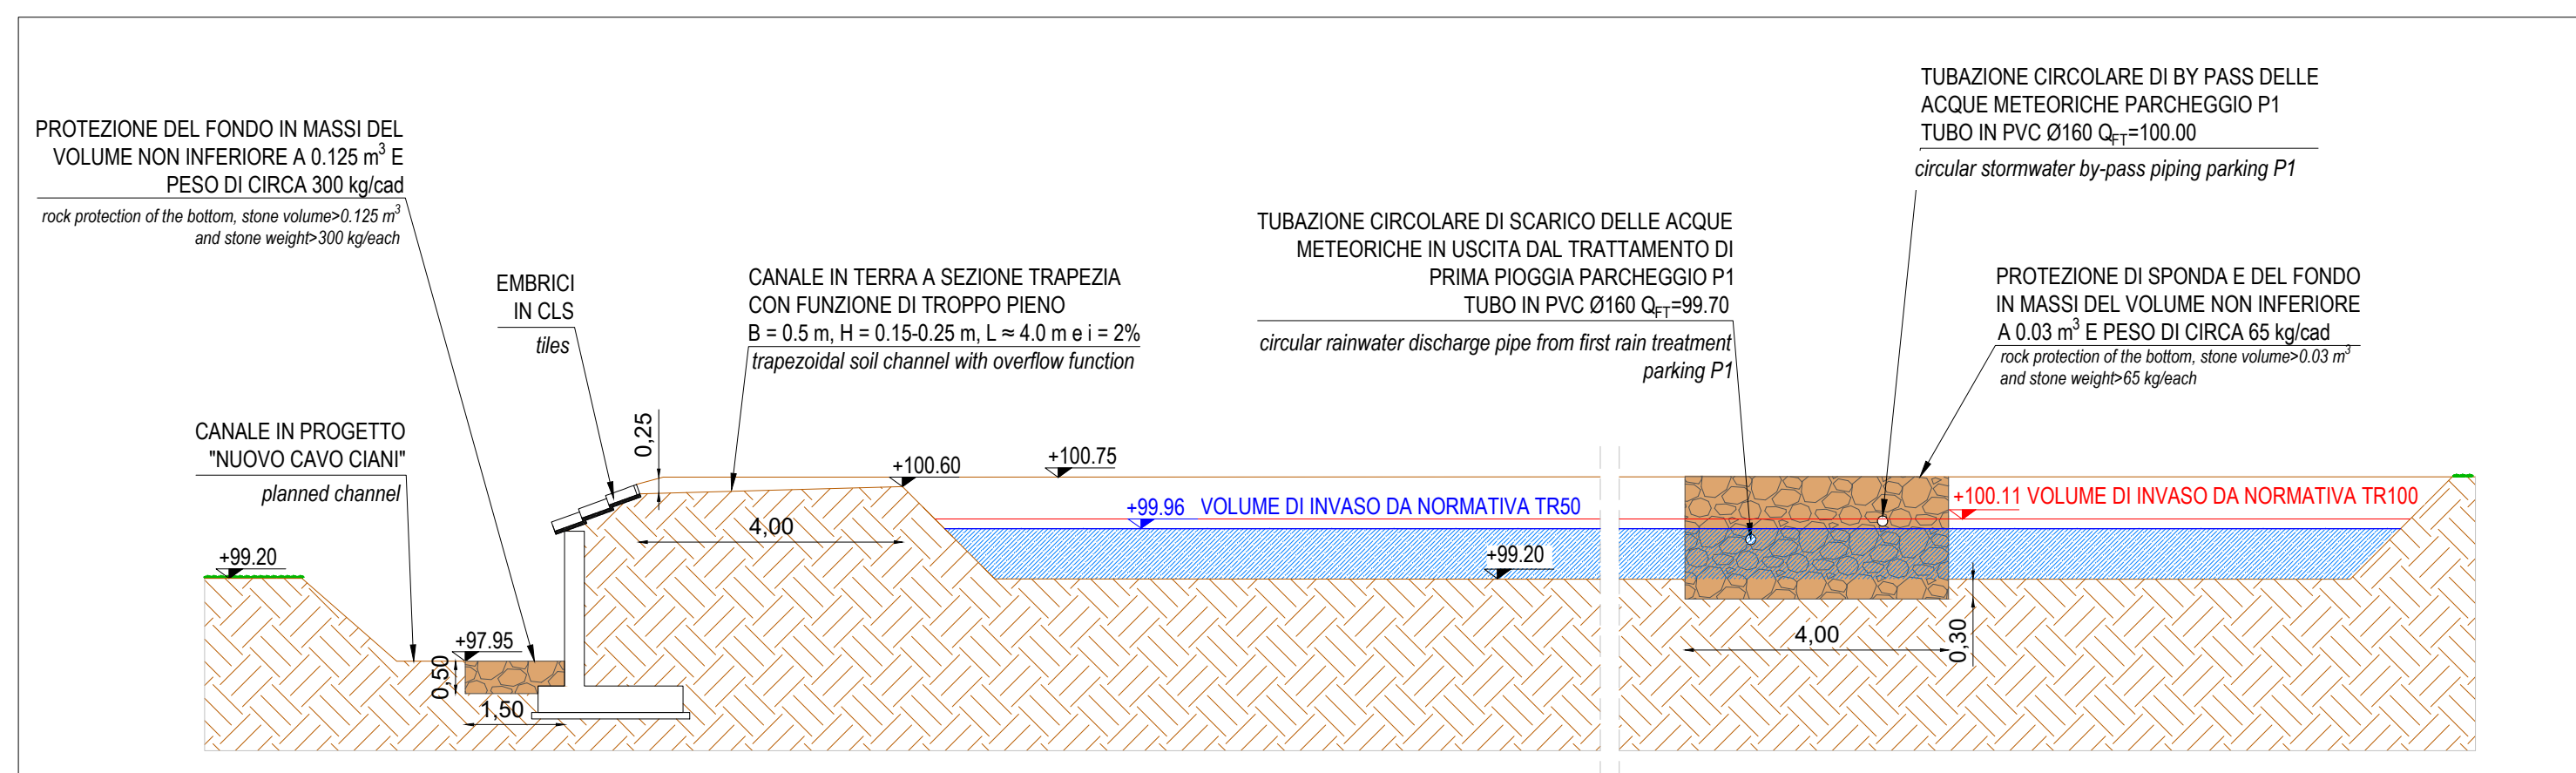 PROTEZIONE DEL FONDO IN MASSI DEL
VOLUME NON INFERIORE A 0.125 m³ E
PESO DI CIRCA 300 kg/cad
rock protection of the bottom, stone volume>0.125 m³
and stone weight>300 kg/each
EMBRICI
IN CLS
tiles
CANALE IN TERRA A SEZIONE TRAPEZIA
CON FUNZIONE DI TROPPO PIENO
B = 0.5 m, H = 0.15-0.25 m, L ≈ 4.0 m e i = 2%
trapezoidal soil channel with overflow function
TUBAZIONE CIRCOLARE DI SCARICO DELLE ACQUE
METEORICHE IN USCITA DAL TRATTAMENTO DI
PRIMA PIOGGIA PARCHEGGIO P1
TUBO IN PVC Ø160 Q_FT=99.70
circular rainwater discharge pipe from first rain treatment
parking P1
TUBAZIONE CIRCOLARE DI BY PASS DELLE
ACQUE METEORICHE PARCHEGGIO P1
TUBO IN PVC Ø160 Q_FT=100.00
circular stormwater by-pass piping parking P1
PROTEZIONE DI SPONDA E DEL FONDO
IN MASSI DEL VOLUME NON INFERIORE
A 0.03 m³ E PESO DI CIRCA 65 kg/cad
rock protection of the bottom, stone volume>0.03 m³
and stone weight>65 kg/each
CANALE IN PROGETTO
"NUOVO CAVO CIANI"
planned channel
0,25
+100.60
+100.75
+99.96 VOLUME DI INVASO DA NORMATIVA TR50
+100.11 VOLUME DI INVASO DA NORMATIVA TR100
4,00
+99.20
+99.20
+97.95
0,50
1,50
4,00
0,30